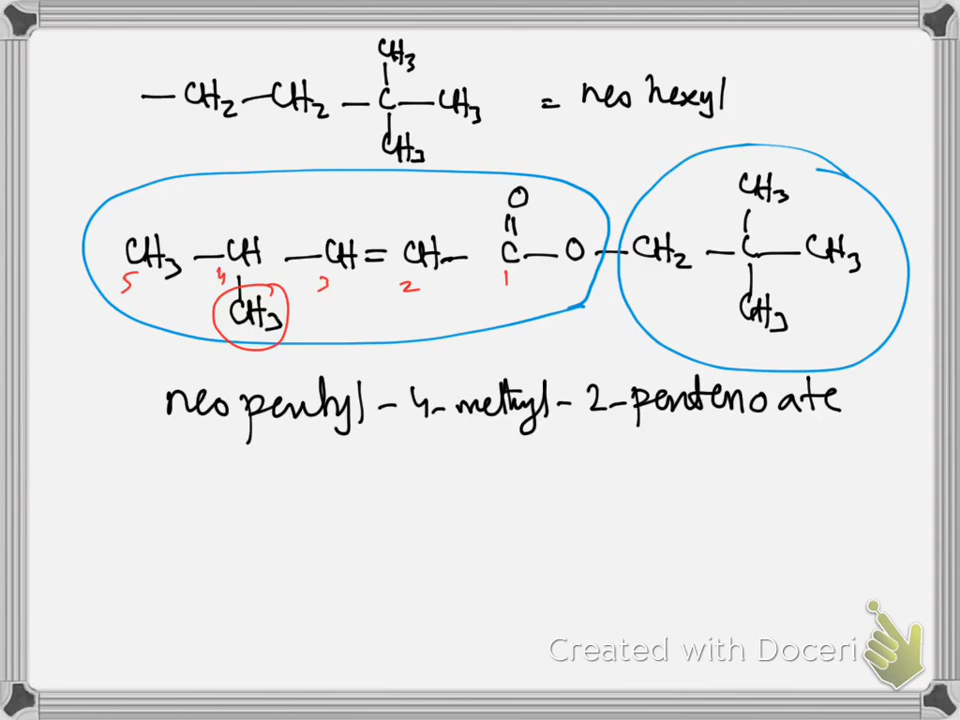 CH3
— CH2 — CH2 — C — CH3 = neo hexyl
CH3
O CH3
CH3 — CH — CH = CH — C — O — CH2 — C — CH3
5 4 3 2 1
CH3 CH3
neopentyl - 4 - methyl - 2 - pentenoate
Created with Doceri